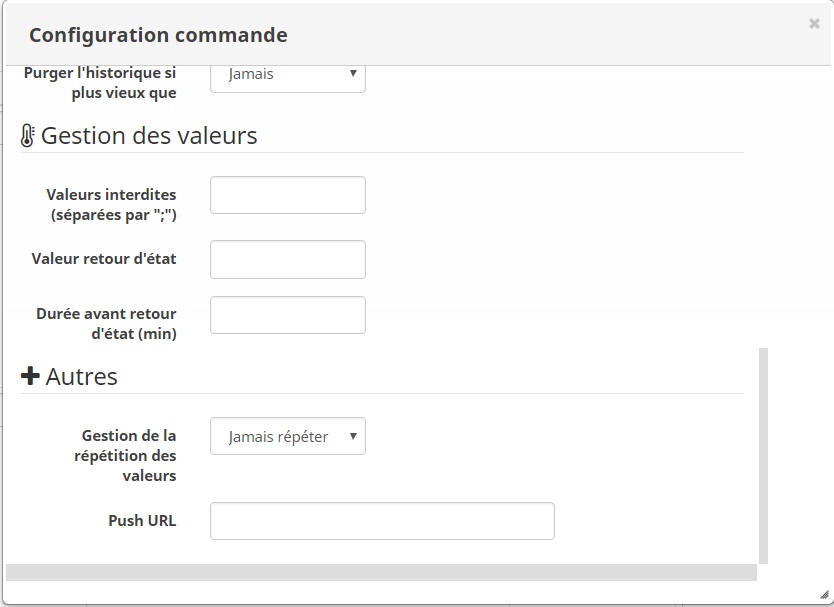 Configuration commande
Purger l'historique si
plus vieux que
Jamais
Gestion des valeurs
Valeurs interdites
(séparées par ";")
Valeur retour d'état
Durée avant retour
d'état (min)
Autres
Gestion de la
répétition des
valeurs
Jamais répéter
Push URL